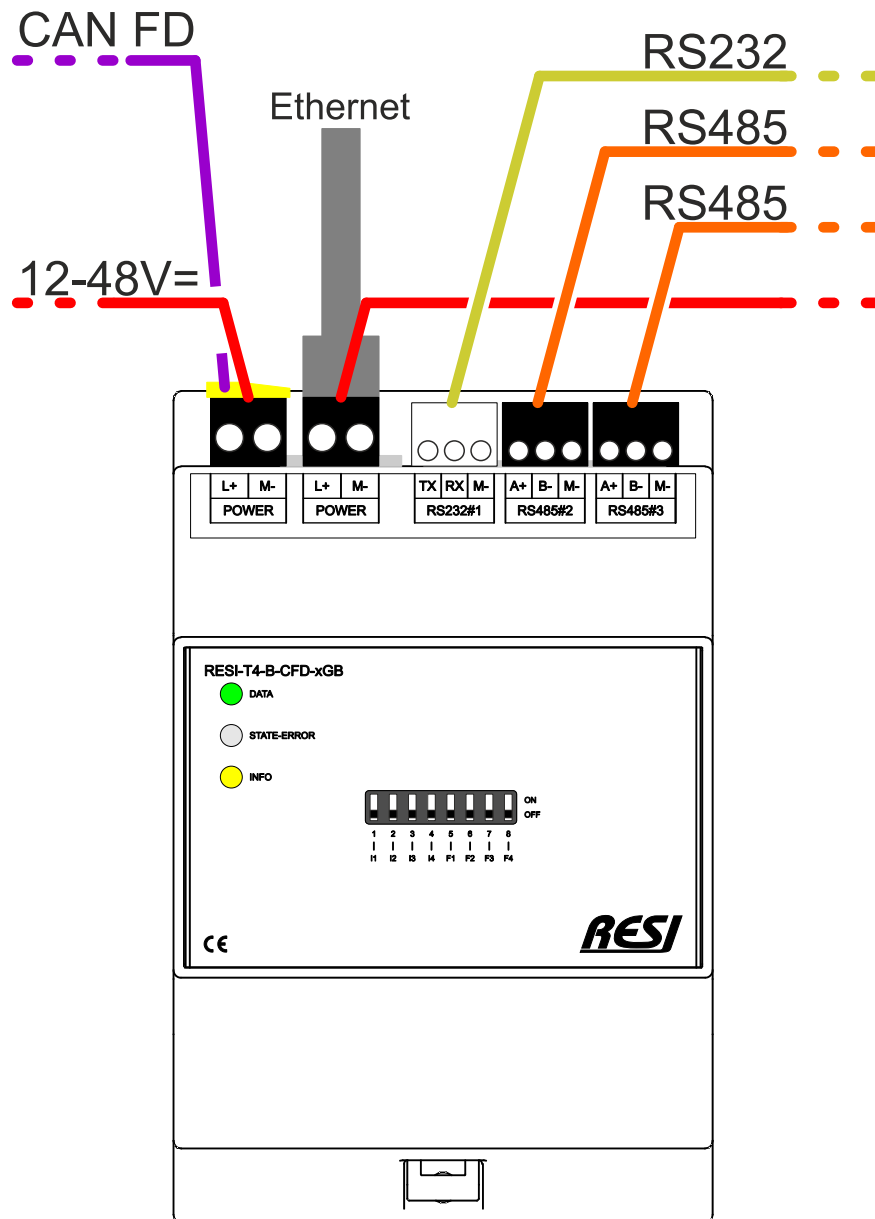 CAN FD
RS232
Ethernet
RS485
RS485
12-48V=
L+ M- L+ M- TX RX M- A+ B- M- A+ B- M-
POWER POWER RS232#1 RS485#2 RS485#3
RESI-T4-B-CFD-xGB
DATA
STATE-ERROR
INFO
ON
OFF
1 2 3 4 5 6 7 8
I1 I2 I3 I4 F1 F2 F3 F4
CE
RESI